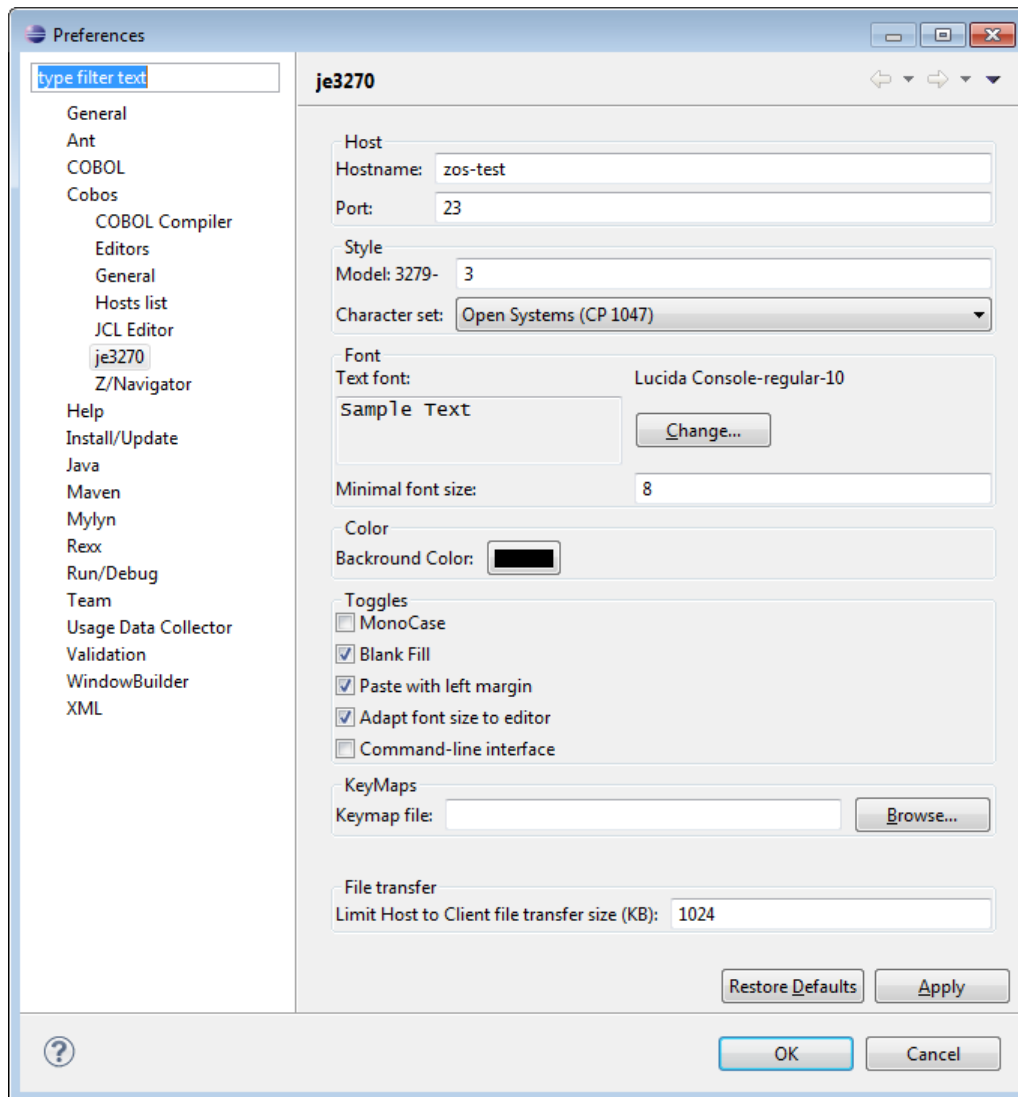 Preferences
type filter text
General
Ant
COBOL
Cobos
COBOL Compiler
Editors
General
Hosts list
JCL Editor
je3270
Z/Navigator
Help
Install/Update
Java
Maven
Mylyn
Rexx
Run/Debug
Team
Usage Data Collector
Validation
WindowBuilder
XML
je3270
Host
Hostname: zos-test
Port: 23
Style
Model: 3279- 3
Character set: Open Systems (CP 1047)
Font
Text font: Lucida Console-regular-10
Sample Text
Change...
Minimal font size: 8
Color
Backround Color:
Toggles
MonoCase
Blank Fill
Paste with left margin
Adapt font size to editor
Command-line interface
KeyMaps
Keymap file: Browse...
File transfer
Limit Host to Client file transfer size (KB): 1024
Restore Defaults Apply
? OK Cancel